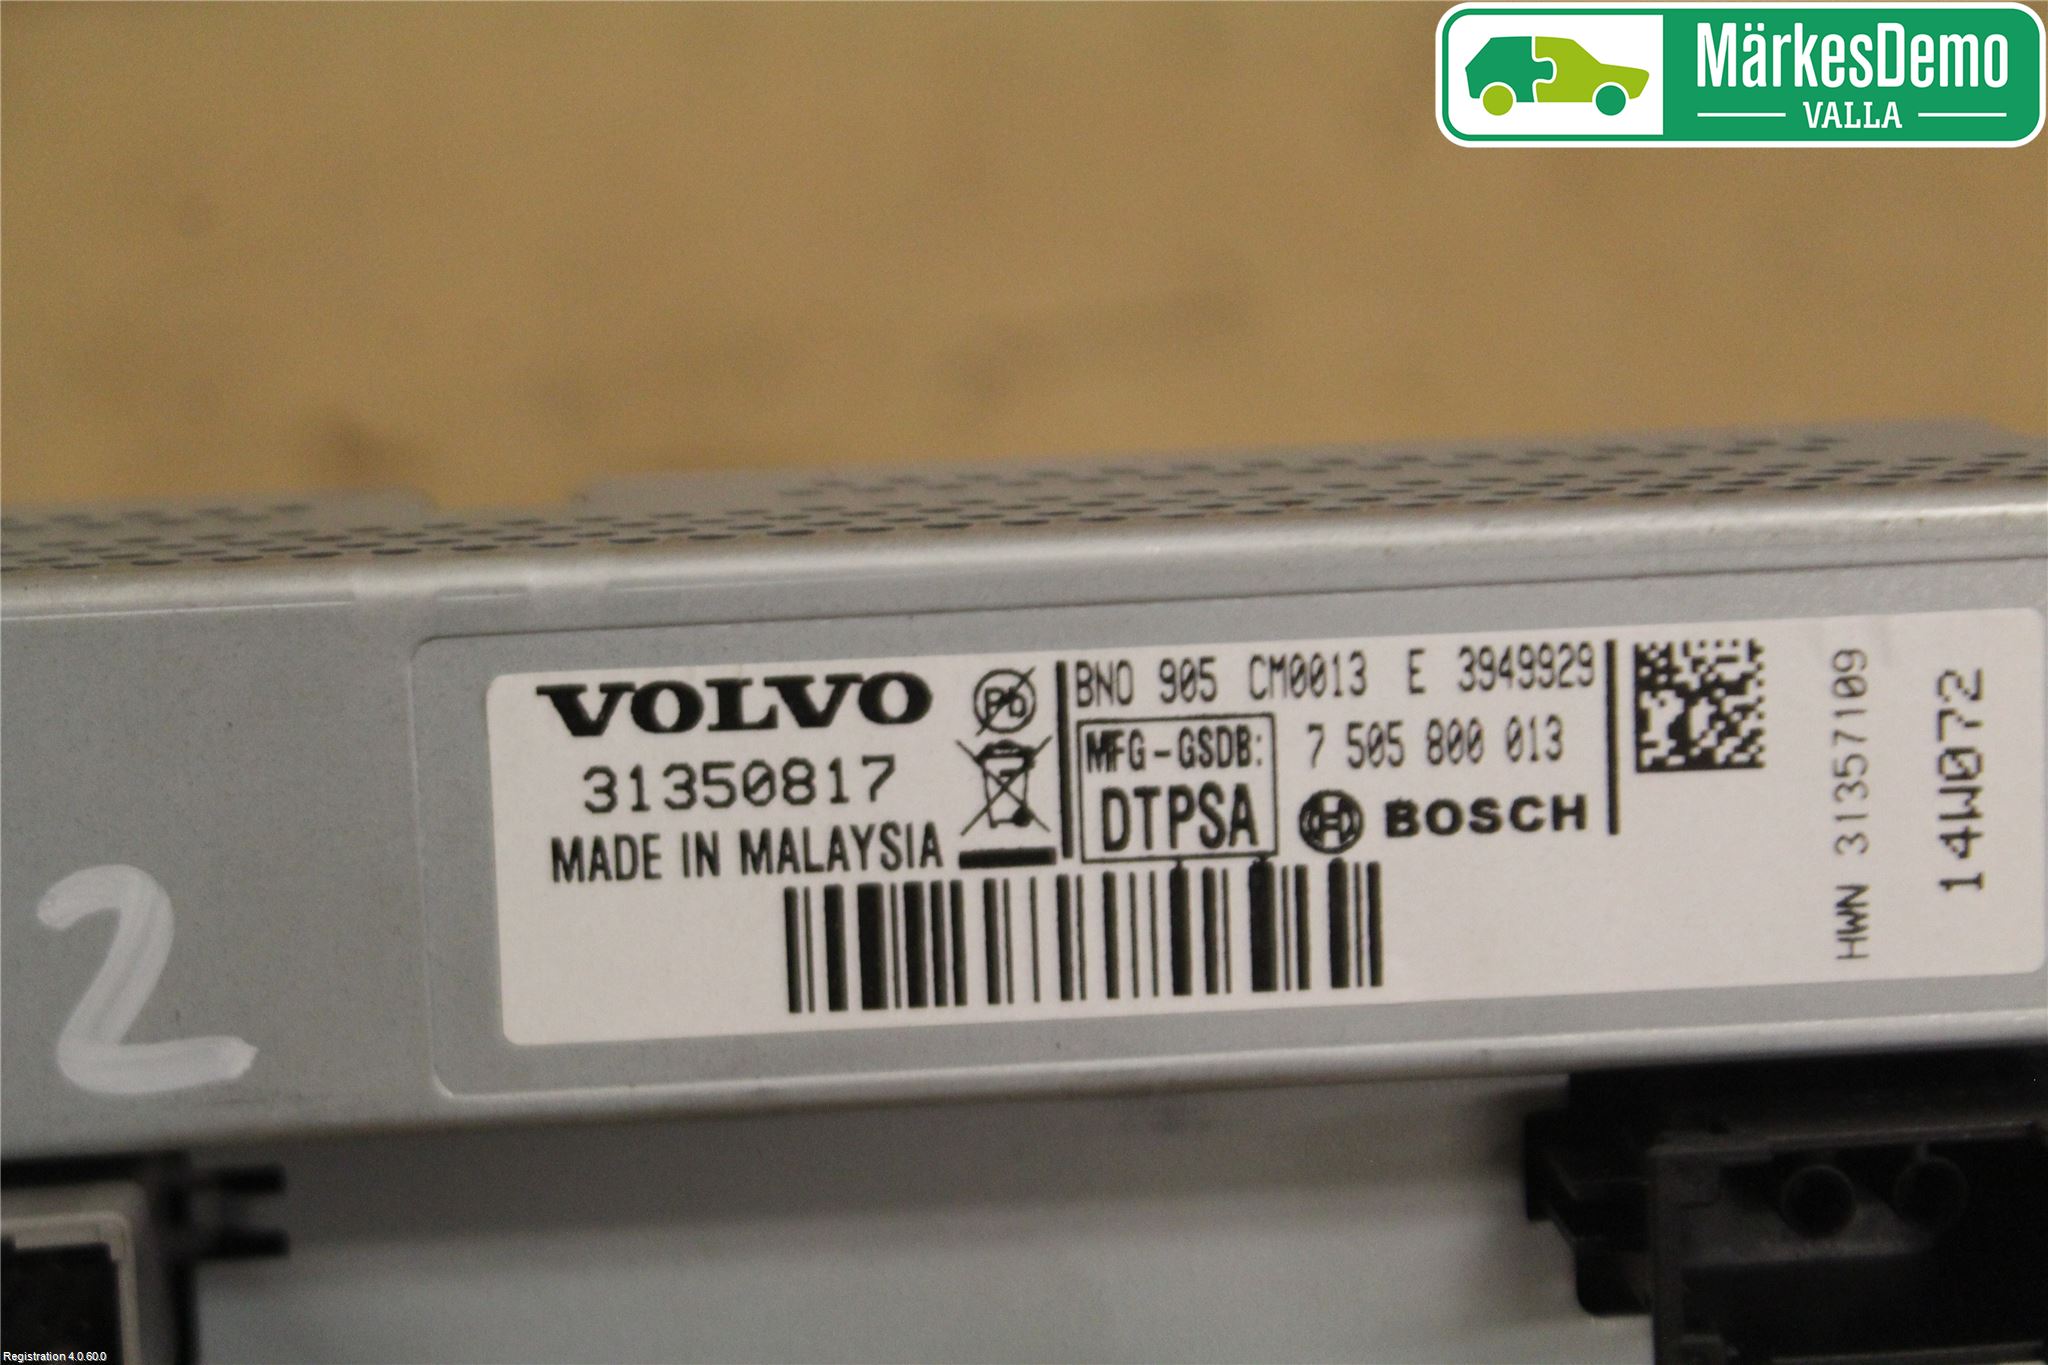 MärkesDemo
VALLA
VOLVO
31350817
MADE IN MALAYSIA
Pb
BNO 905 CM0013 E 3949929
MFG-GSDB: 7 505 800 013
DTPSA
BOSCH
HWN 31357109
14W072
2
Registration 4.0.60.0